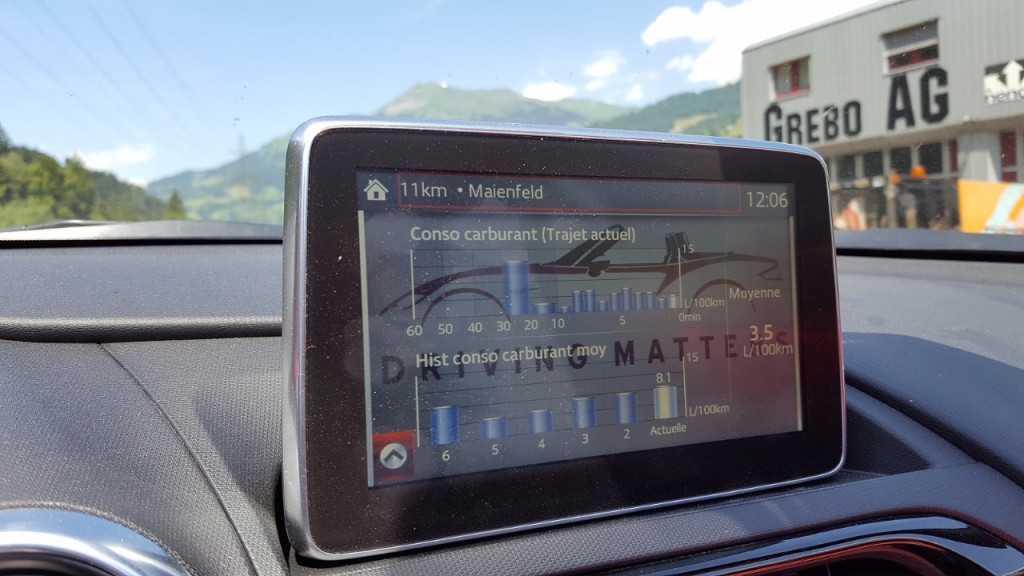 GREBO AG
11km • Maienfeld 12:06
Conso carburant (Trajet actuel)
15
L/100km
60 50 40 30 20 10 5 0min
Moyenne
3.5
L/100km
DRIVING MATTERS
Hist conso carburant moy
15
8.1
L/100km
6 5 4 3 2 Actuelle